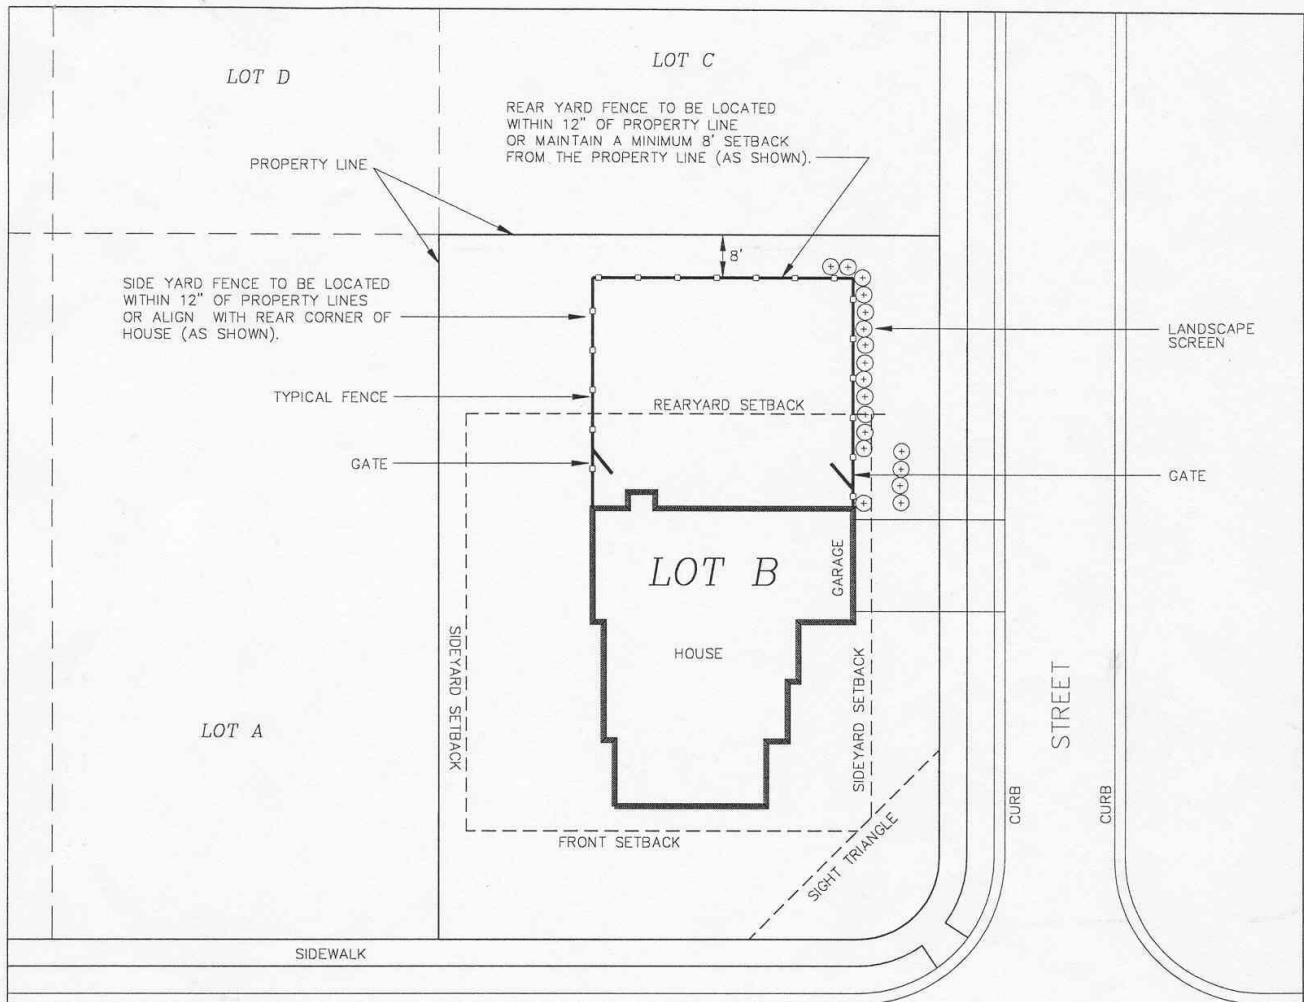 LOT D
LOT C
REAR YARD FENCE TO BE LOCATED
WITHIN 12" OF PROPERTY LINE
OR MAINTAIN A MINIMUM 8' SETBACK
FROM THE PROPERTY LINE (AS SHOWN).
PROPERTY LINE
8'
SIDE YARD FENCE TO BE LOCATED
WITHIN 12" OF PROPERTY LINES
OR ALIGN WITH REAR CORNER OF
HOUSE (AS SHOWN).
LANDSCAPE
SCREEN
TYPICAL FENCE
REARYARD SETBACK
GATE
GATE
LOT B
GARAGE
HOUSE
SIDEYARD SETBACK
SIDEYARD SETBACK
STREET
LOT A
CURB
CURB
FRONT SETBACK
SIGHT TRIANGLE
SIDEWALK